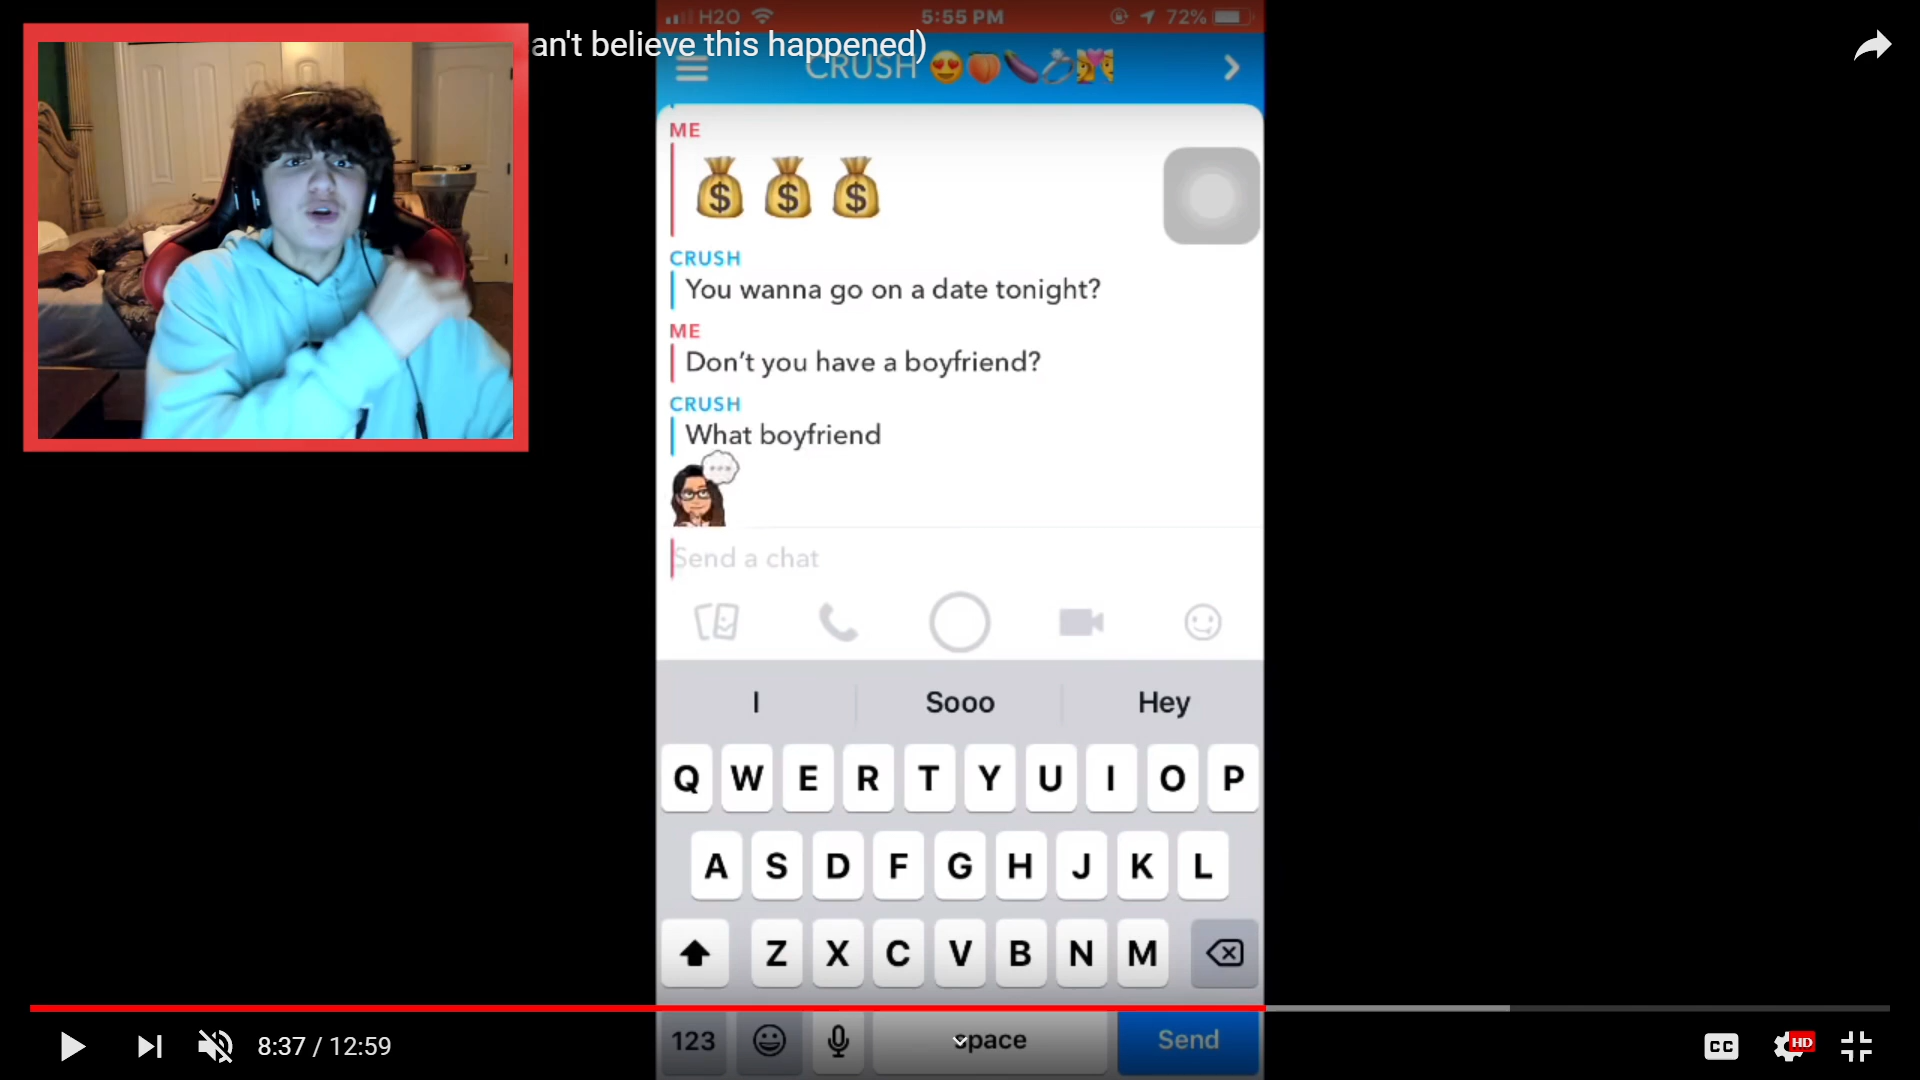 H2O
5:55 PM
72%
an't believe this happened)
CRUSH 😍🍑🍆💍💏
ME
💰 💰 💰
CRUSH
You wanna go on a date tonight?
ME
Don't you have a boyfriend?
CRUSH
What boyfriend
Send a chat
I Sooo Hey
Q W E R T Y U I O P
A S D F G H J K L
Z X C V B N M
123 space Send
8:37 / 12:59
CC HD